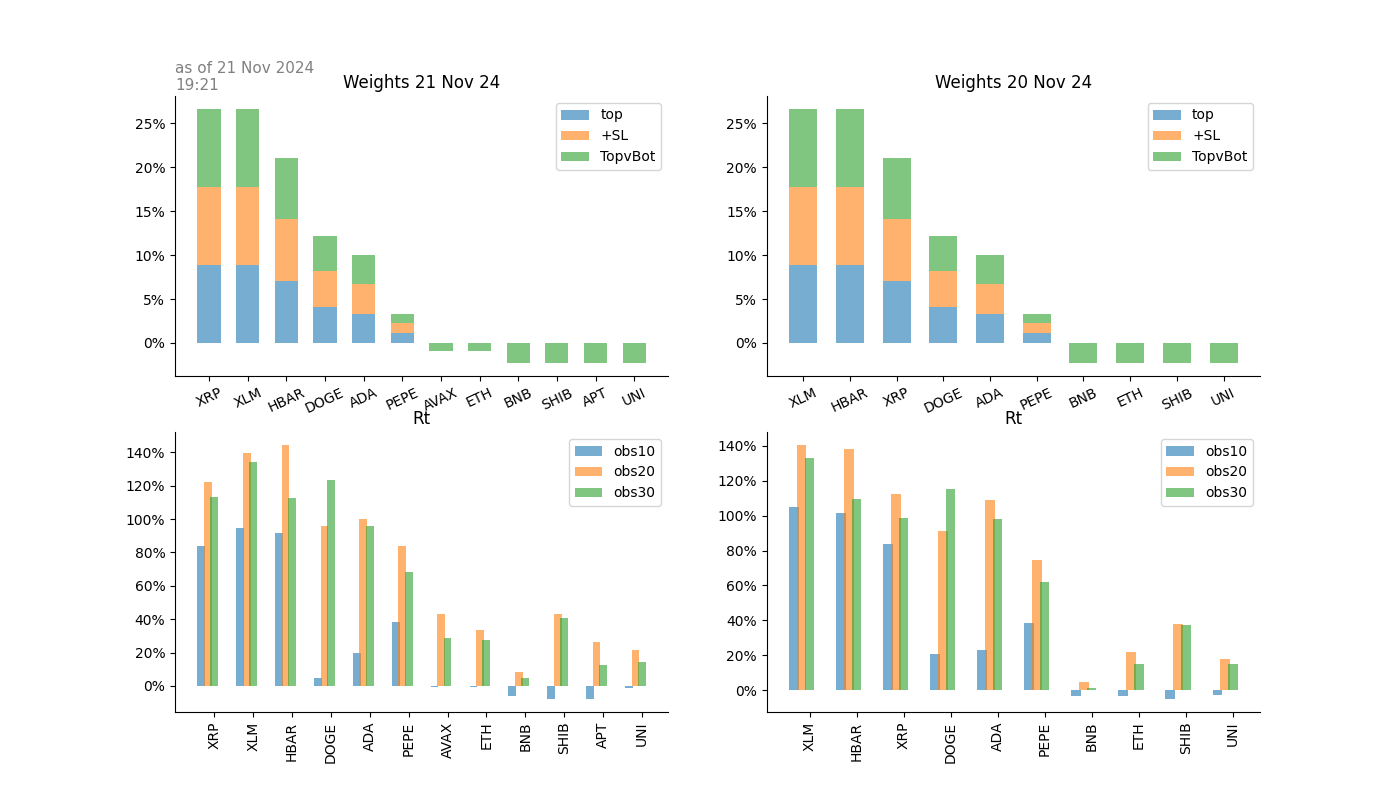 as of 21 Nov 2024
19:21
Weights 21 Nov 24
25%
20%
15%
10%
5%
0%
top
+SL
TopvBot
XRP XLM HBAR DOGE ADA PEPE AVAX ETH BNB SHIB APT UNI
Weights 20 Nov 24
25%
20%
15%
10%
5%
0%
top
+SL
TopvBot
XLM HBAR XRP DOGE ADA PEPE BNB ETH SHIB UNI
Rt
140%
120%
100%
80%
60%
40%
20%
0%
obs10
obs20
obs30
XRP XLM HBAR DOGE ADA PEPE AVAX ETH BNB SHIB APT UNI
Rt
140%
120%
100%
80%
60%
40%
20%
0%
obs10
obs20
obs30
XLM HBAR XRP DOGE ADA PEPE BNB ETH SHIB UNI